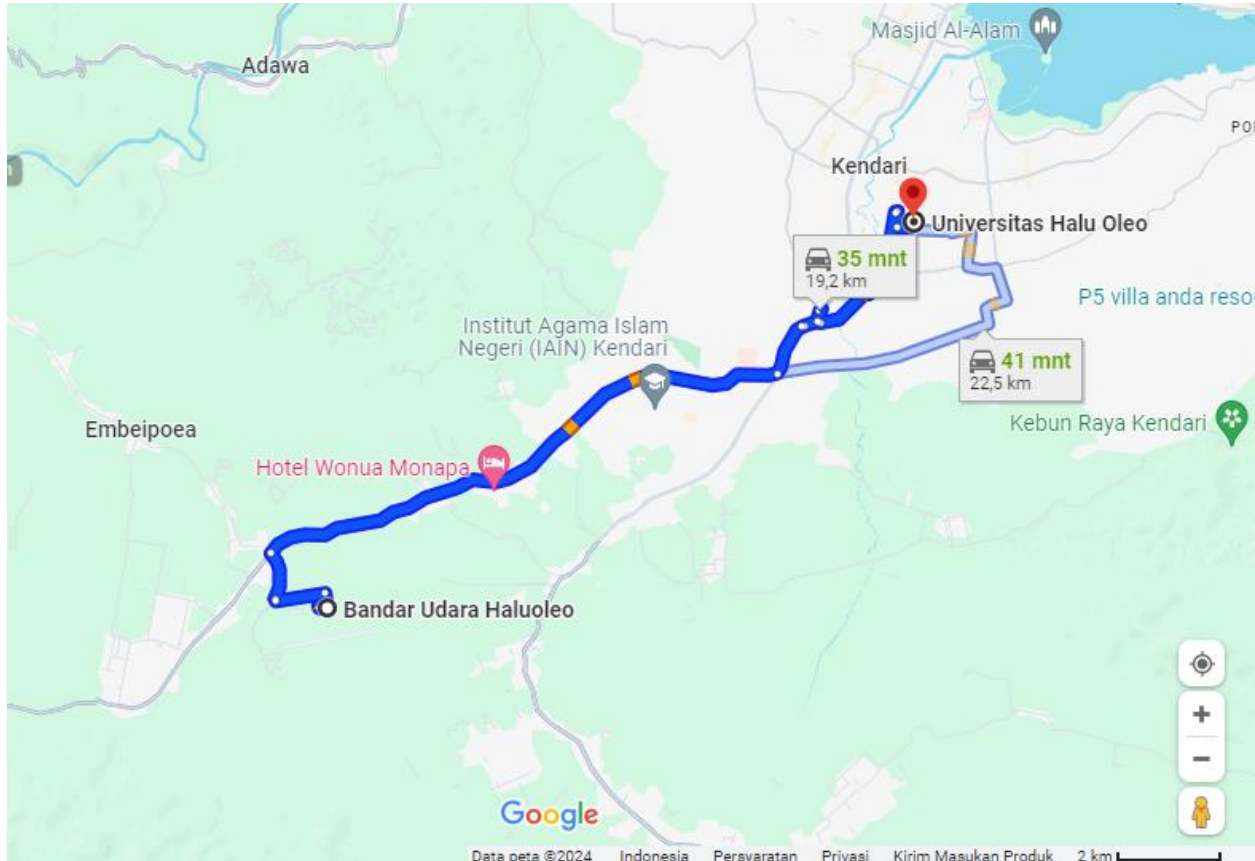 Masjid Al-Alam
Adawa
Kendari
Universitas Halu Oleo
35 mnt
19,2 km
P5 villa anda reso
Institut Agama Islam
Negeri (IAIN) Kendari
41 mnt
22,5 km
Kebun Raya Kendari
Embeipoea
Hotel Wonua Monapa
Bandar Udara Haluoleo
Google
Data peta ©2024 Indonesia Persyaratan Privasi Kirim Masukan Produk 2 km